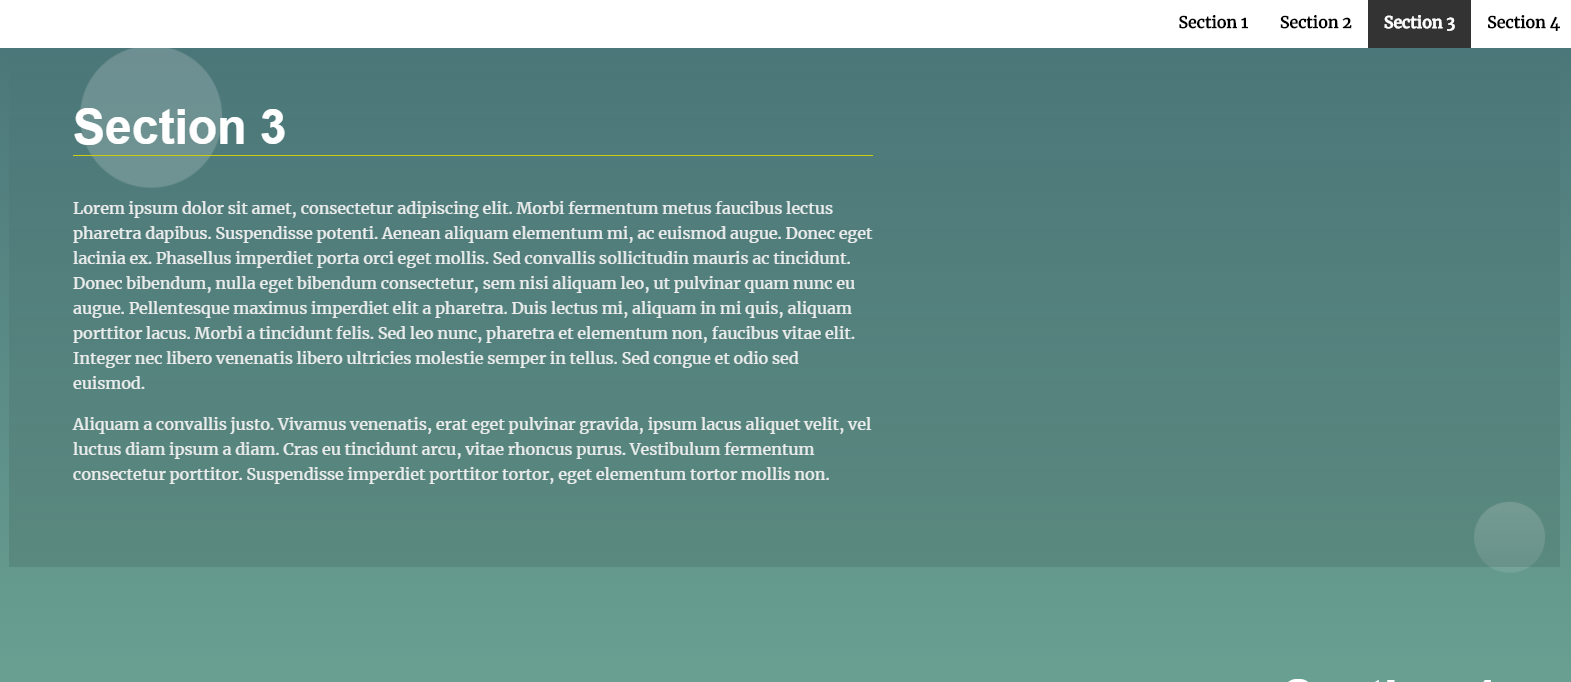 Section 1 Section 2 Section 3 Section 4
Section 3
Lorem ipsum dolor sit amet, consectetur adipiscing elit. Morbi fermentum metus faucibus lectus
pharetra dapibus. Suspendisse potenti. Aenean aliquam elementum mi, ac euismod augue. Donec eget
lacinia ex. Phasellus imperdiet porta orci eget mollis. Sed convallis sollicitudin mauris ac tincidunt.
Donec bibendum, nulla eget bibendum consectetur, sem nisi aliquam leo, ut pulvinar quam nunc eu
augue. Pellentesque maximus imperdiet elit a pharetra. Duis lectus mi, aliquam in mi quis, aliquam
porttitor lacus. Morbi a tincidunt felis. Sed leo nunc, pharetra et elementum non, faucibus vitae elit.
Integer nec libero venenatis libero ultricies molestie semper in tellus. Sed congue et odio sed
euismod.
Aliquam a convallis justo. Vivamus venenatis, erat eget pulvinar gravida, ipsum lacus aliquet velit, vel
luctus diam ipsum a diam. Cras eu tincidunt arcu, vitae rhoncus purus. Vestibulum fermentum
consectetur porttitor. Suspendisse imperdiet porttitor tortor, eget elementum tortor mollis non.